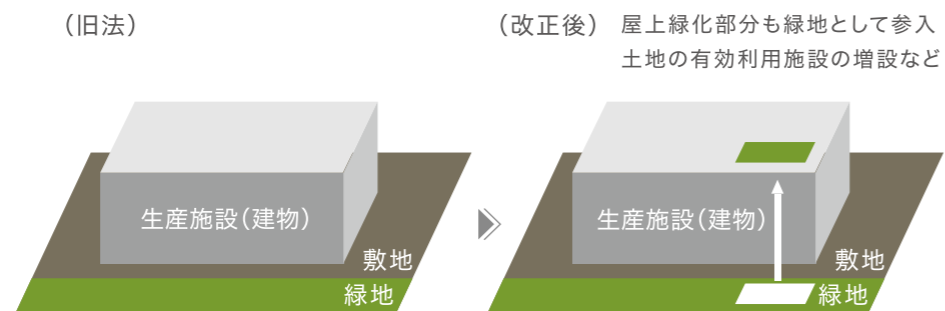 （旧法）
生産施設（建物）
敷地
緑地
（改正後） 屋上緑化部分も緑地として参入
土地の有効利用施設の増設など
生産施設（建物）
敷地
緑地